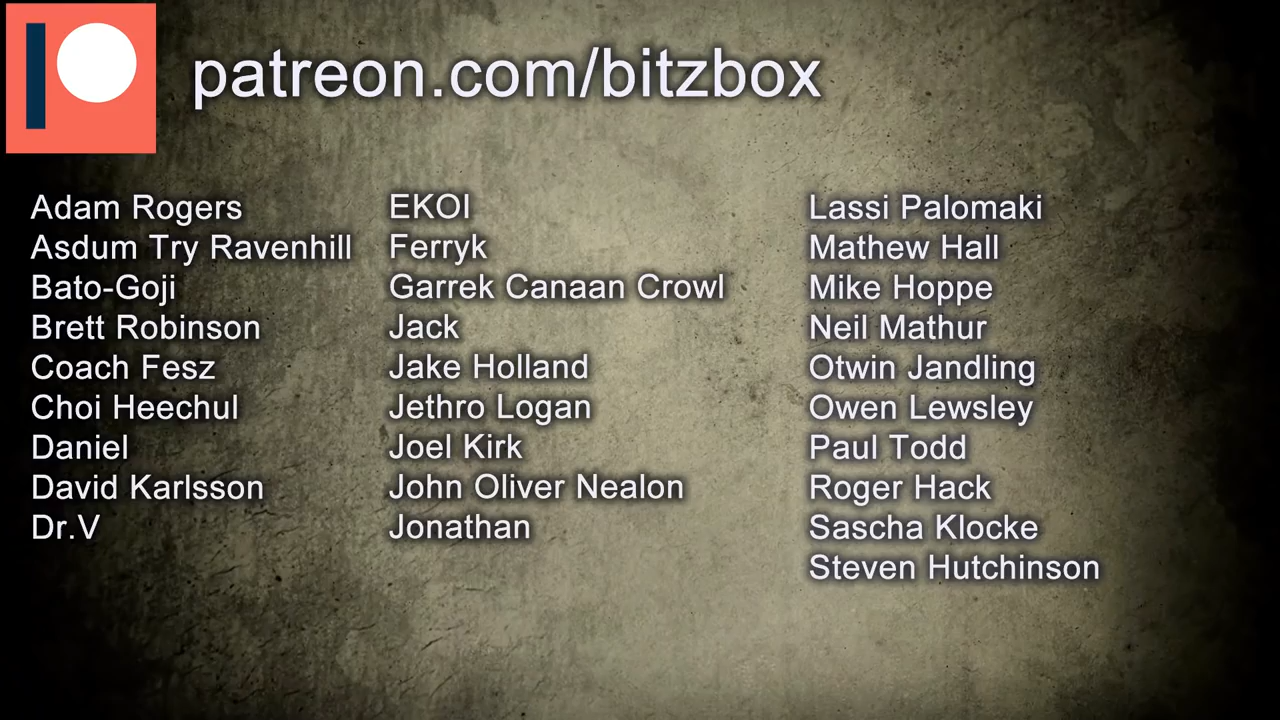 patreon.com/bitzbox
Adam Rogers
Asdum Try Ravenhill
Bato-Goji
Brett Robinson
Coach Fesz
Choi Heechul
Daniel
David Karlsson
Dr.V
EKOI
Ferryk
Garrek Canaan Crowl
Jack
Jake Holland
Jethro Logan
Joel Kirk
John Oliver Nealon
Jonathan
Lassi Palomaki
Mathew Hall
Mike Hoppe
Neil Mathur
Otwin Jandling
Owen Lewsley
Paul Todd
Roger Hack
Sascha Klocke
Steven Hutchinson